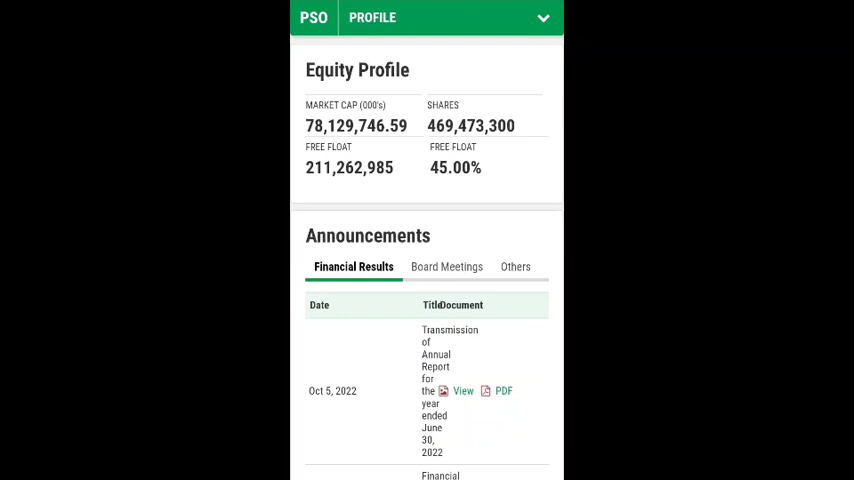 PSO PROFILE
Equity Profile
MARKET CAP (000's) SHARES
78,129,746.59 469,473,300
FREE FLOAT FREE FLOAT
211,262,985 45.00%
Announcements
Financial Results Board Meetings Others
Date Title Document
Transmission
of
Annual
Report
for
Oct 5, 2022 the View PDF
year
ended
June
30,
2022
Financial